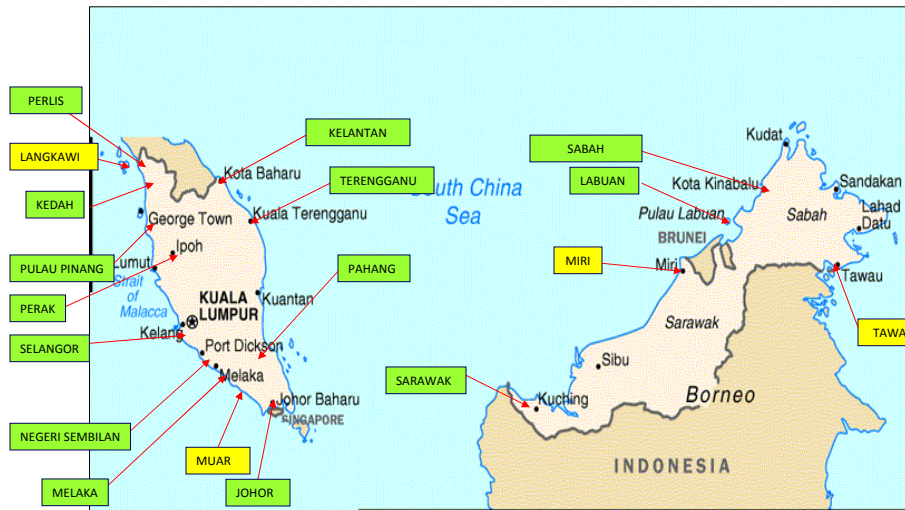 PERLIS
LANGKAWI
KEDAH
PULAU PINANG
PERAK
SELANGOR
NEGERI SEMBILAN
MELAKA
MUAR
JOHOR
PAHANG
TERENGGANU
KELANTAN
Kota Baharu
Kuala Terengganu
George Town
Ipoh
Lumut
Strait
of
Malacca
KUALA
LUMPUR
Kuantan
Kelang
Port Dickson
Melaka
Johor Baharu
SINGAPORE
South China
Sea
SABAH
LABUAN
MIRI
SARAWAK
TAWA
Kudat
Kota Kinabalu
Sandakan
Pulau Labuan
Sabah
Lahad
Datu
BRUNEI
Miri
Tawau
Sarawak
Sibu
Kuching
Borneo
INDONESIA